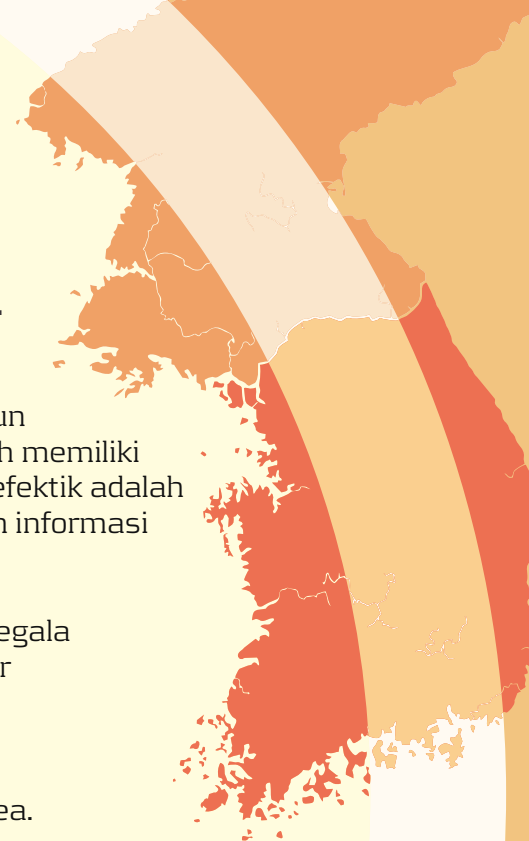 un
h memiliki
efektik adalah
n informasi
egala
r
ea.